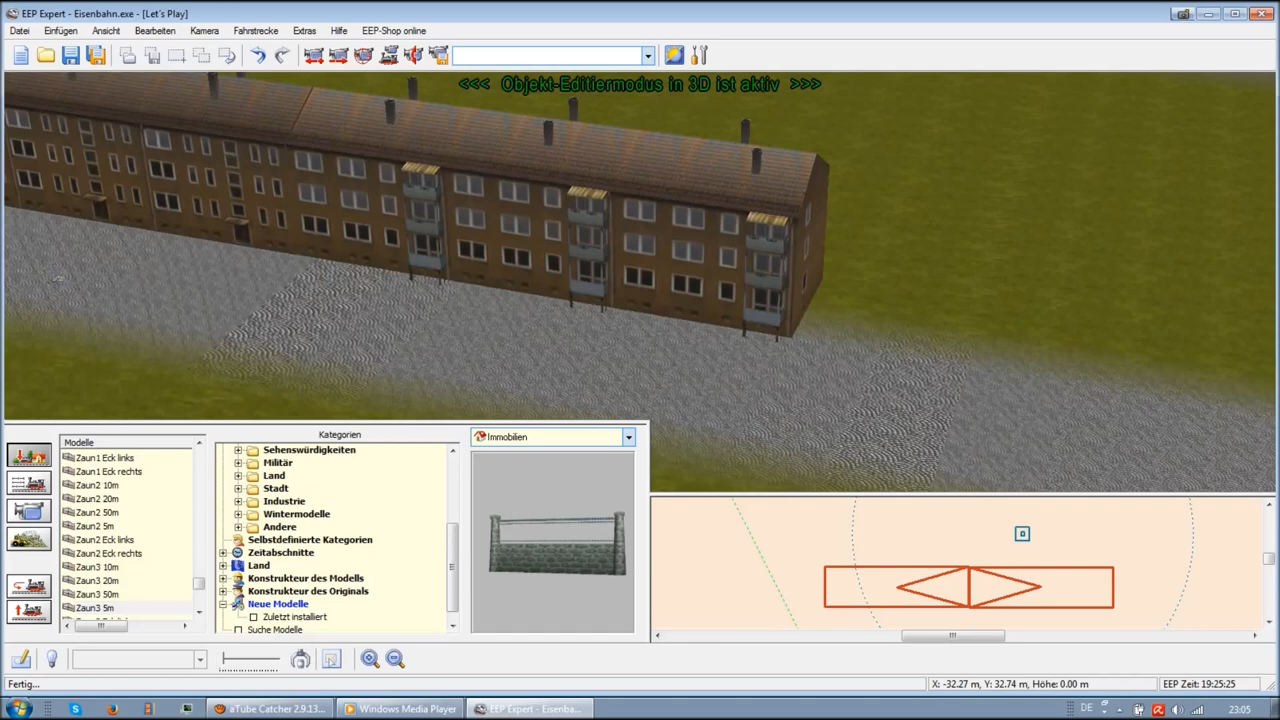 EEP Expert - Eisenbahn.exe - [Let´s Play]
Datei Einfügen Ansicht Bearbeiten Kamera Fahrstrecke Extras Hilfe EEP-Shop online
<<< Objekt-Editiermodus in 3D ist aktiv >>>
Modelle
Zaun1 Eck links
Zaun1 Eck rechts
Zaun2 10m
Zaun2 20m
Zaun2 50m
Zaun2 5m
Zaun2 Eck links
Zaun2 Eck rechts
Zaun3 10m
Zaun3 20m
Zaun3 50m
Zaun3 5m
Kategorien
Sehenswürdigkeiten
Militär
Land
Stadt
Industrie
Wintermodelle
Andere
Selbstdefinierte Kategorien
Zeitabschnitte
Land
Konstrukteur des Modells
Konstrukteur des Originals
Neue Modelle
Zuletzt installiert
Suche Modelle
Immobilien
Fertig...
X: -32.27 m, Y: 32.74 m, Höhe: 0.00 m
EEP Zeit: 19:25:25
aTube Catcher 2.9.13...
Windows Media Player
EEP Expert - Eisenba...
DE
23:05